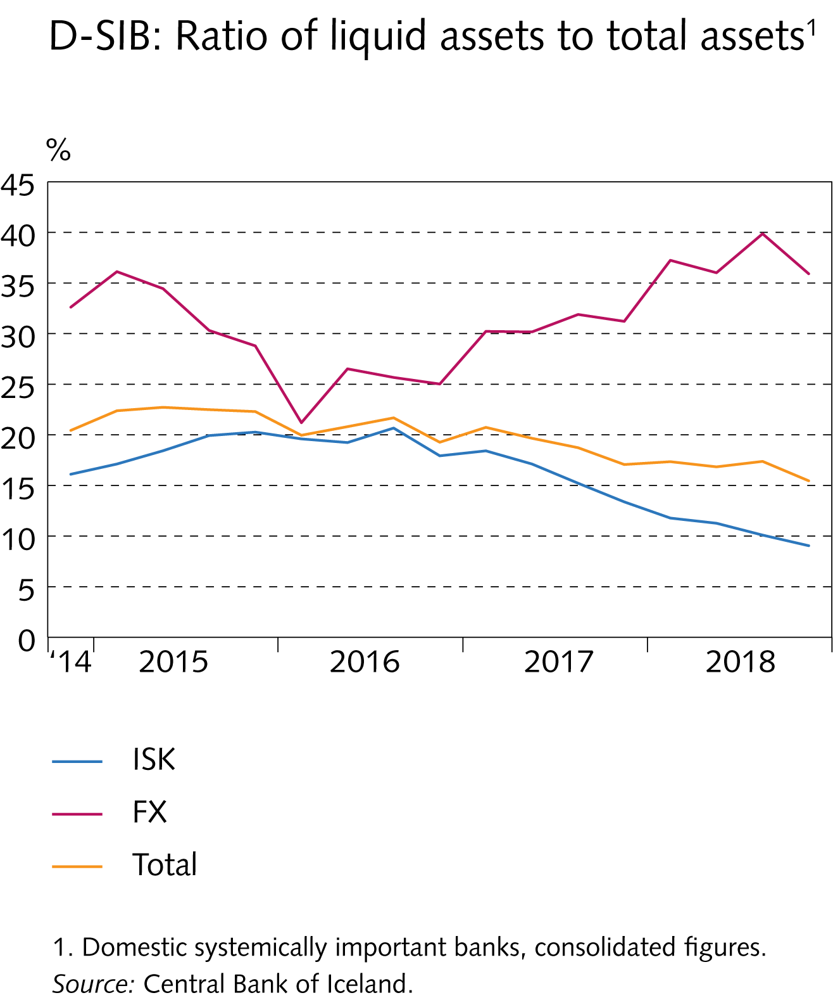 D-SIB: Ratio of liquid assets to total assets¹
%
45
40
35
30
25
20
15
10
5
0
‘14 2015 2016 2017 2018
ISK
FX
Total
1. Domestic systemically important banks, consolidated figures.
Source: Central Bank of Iceland.